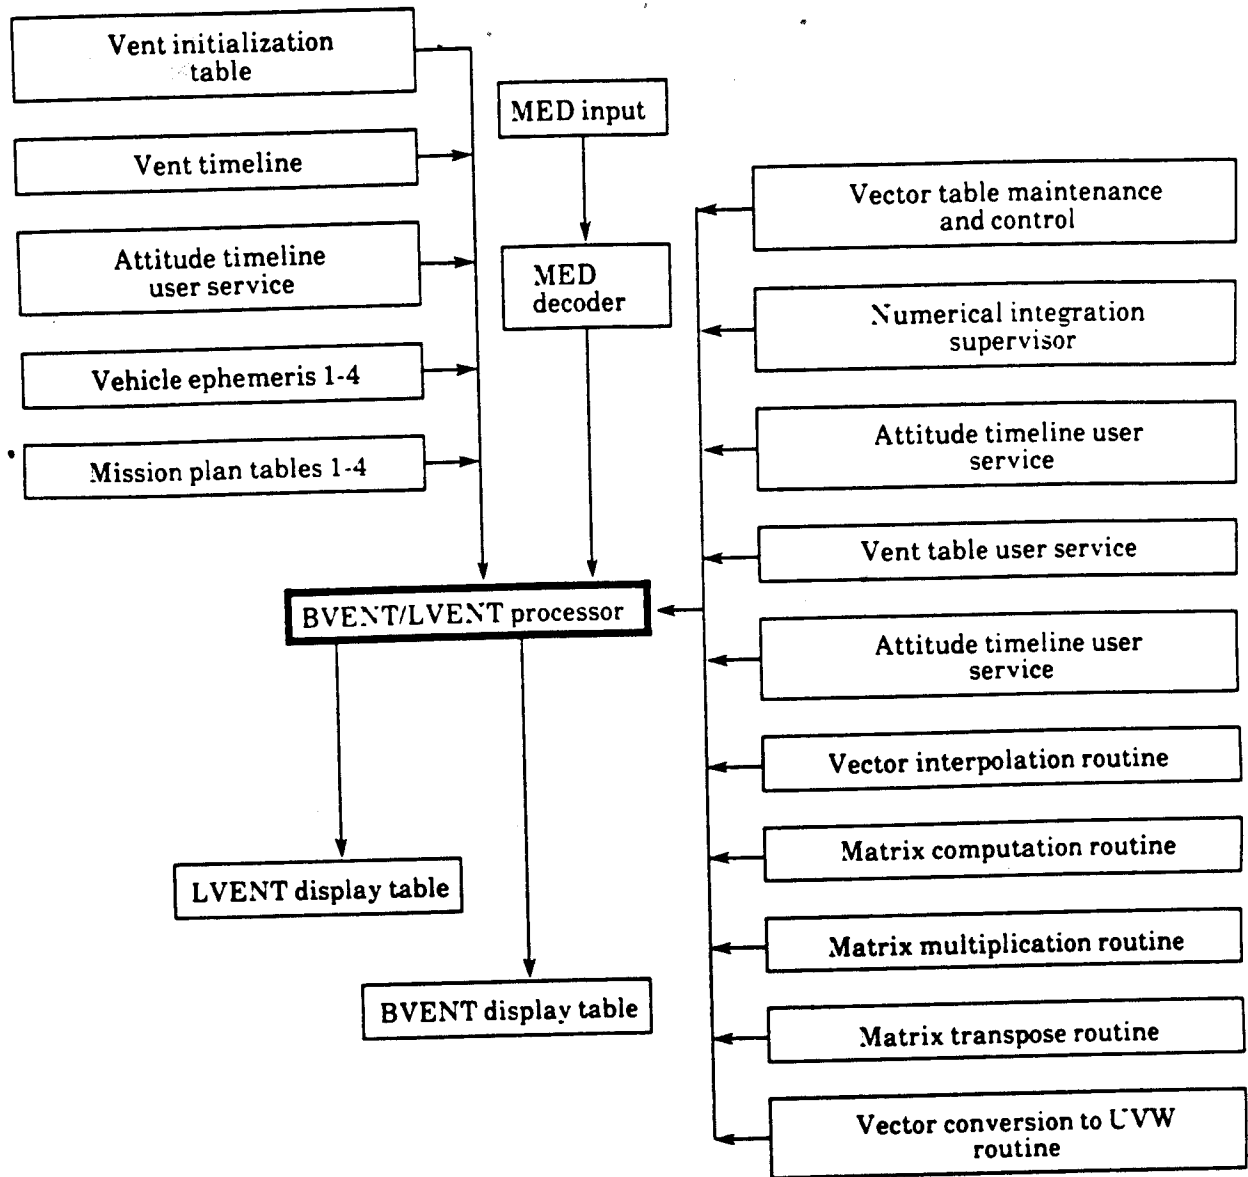 Vent initialization
table
Vent timeline
Attitude timeline
user service
Vehicle ephemeris 1-4
Mission plan tables 1-4
MED input
MED
decoder
BVENT/LVENT processor
LVENT display table
BVENT display table
Vector table maintenance
and control
Numerical integration
supervisor
Attitude timeline user
service
Vent table user service
Attitude timeline user
service
Vector interpolation routine
Matrix computation routine
Matrix multiplication routine
Matrix transpose routine
Vector conversion to UVW
routine